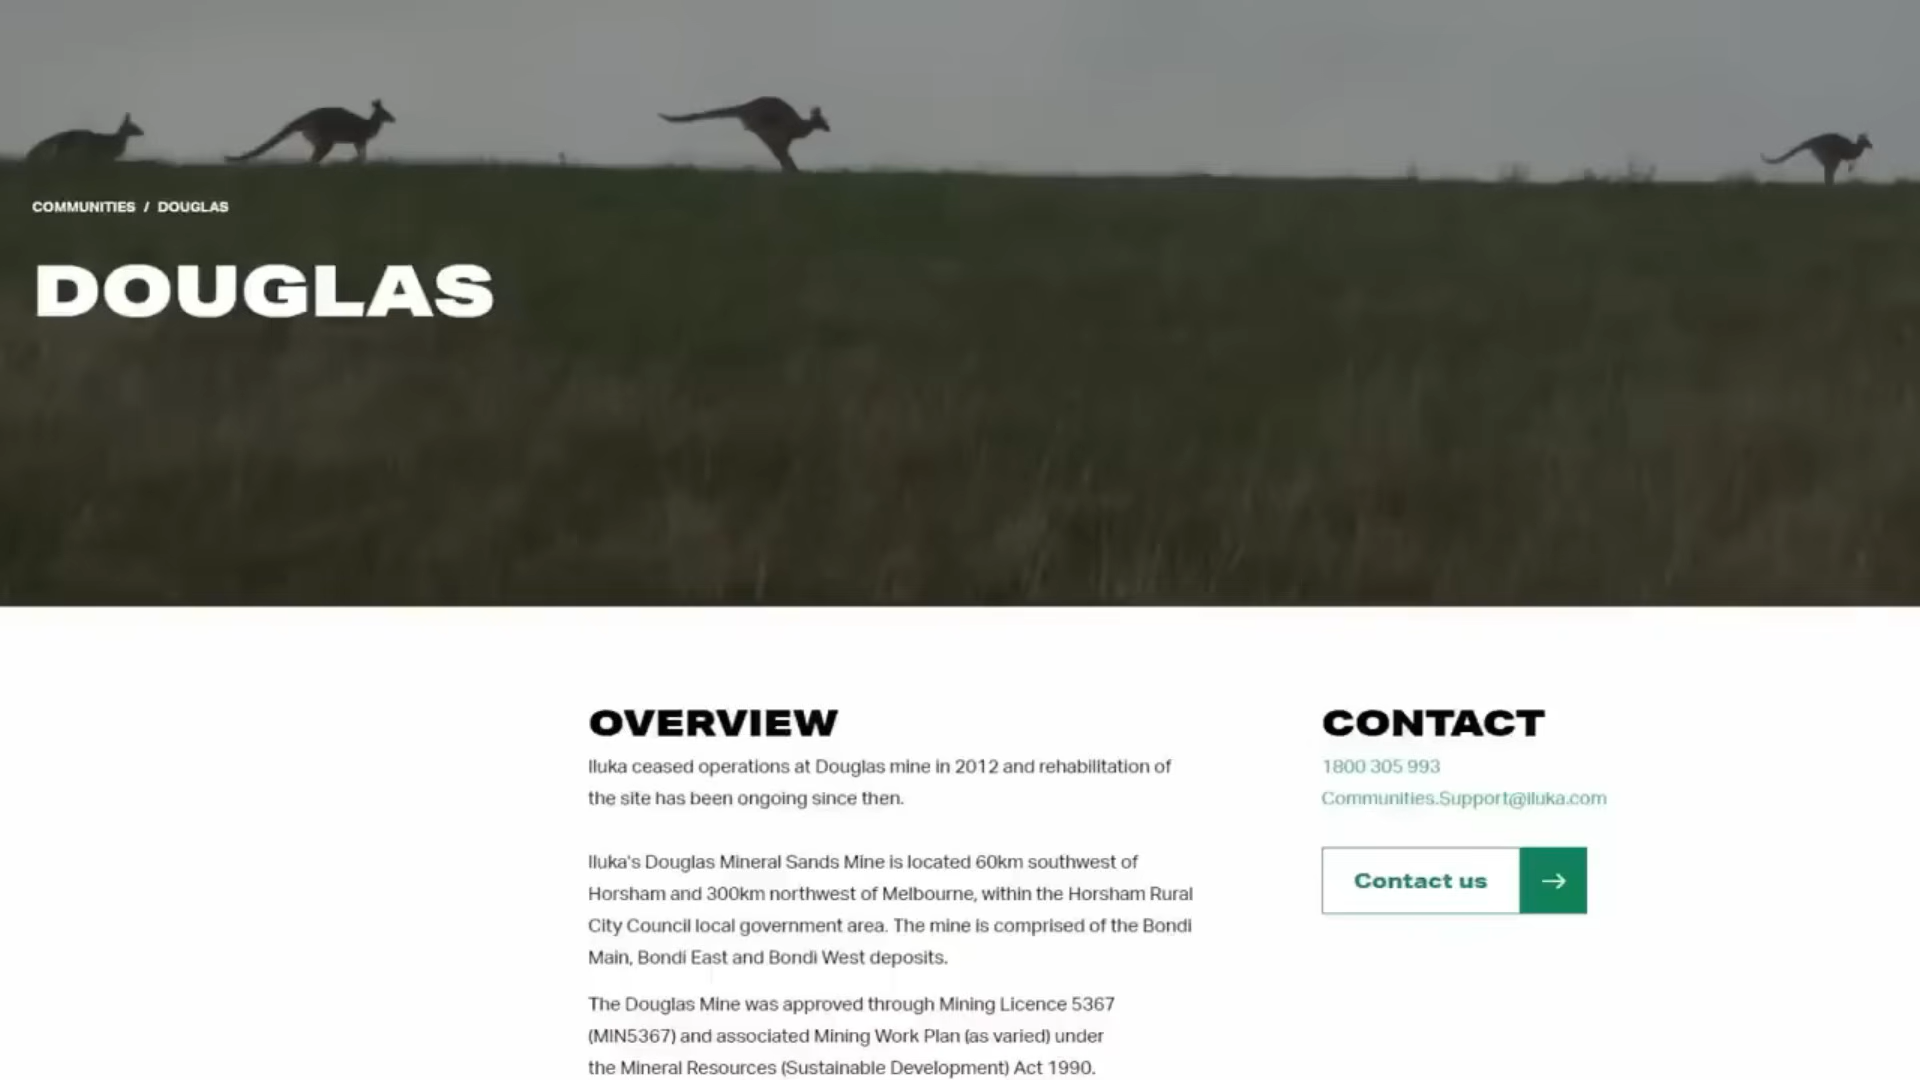 COMMUNITIES / DOUGLAS
DOUGLAS
OVERVIEW
Iluka ceased operations at Douglas mine in 2012 and rehabilitation of
the site has been ongoing since then.
Iluka's Douglas Mineral Sands Mine is located 60km southwest of
Horsham and 300km northwest of Melbourne, within the Horsham Rural
City Council local government area. The mine is comprised of the Bondi
Main, Bondi East and Bondi West deposits.
The Douglas Mine was approved through Mining Licence 5367
(MIN5367) and associated Mining Work Plan (as varied) under
the Mineral Resources (Sustainable Development) Act 1990.
CONTACT
1800 305 993
Communities.Support@iluka.com
Contact us